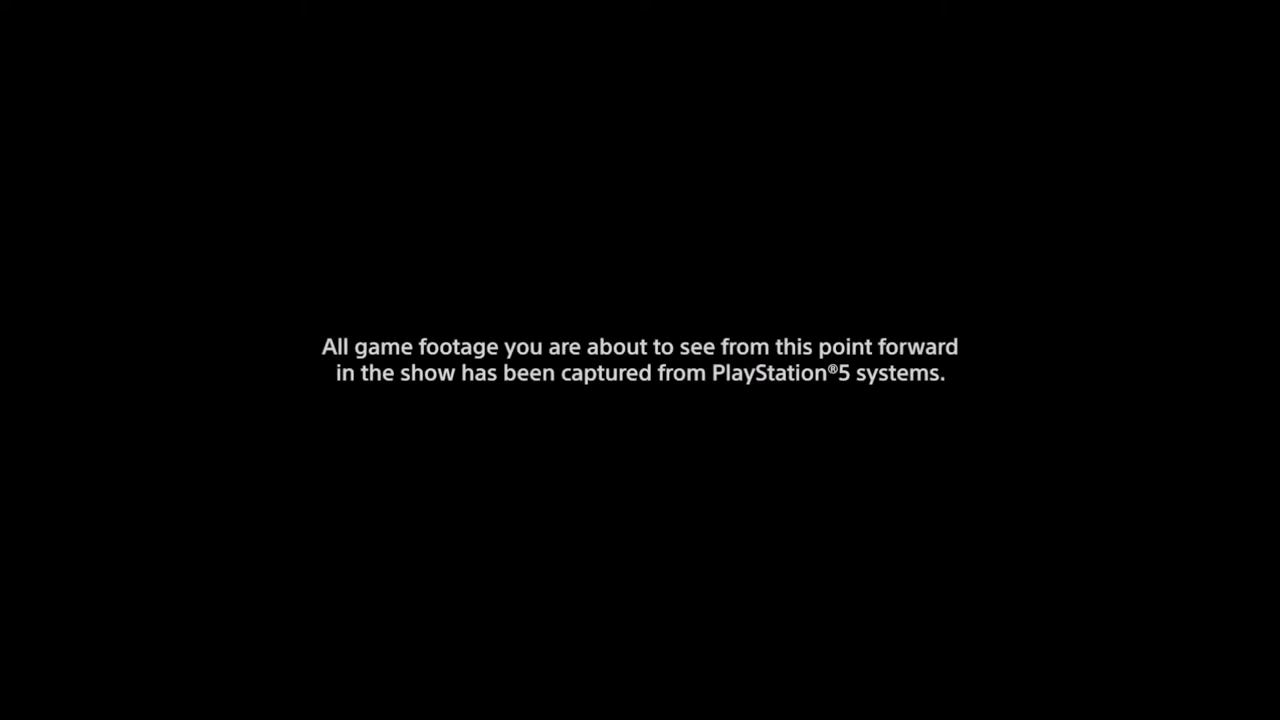 All game footage you are about to see from this point forward
in the show has been captured from PlayStation®5 systems.